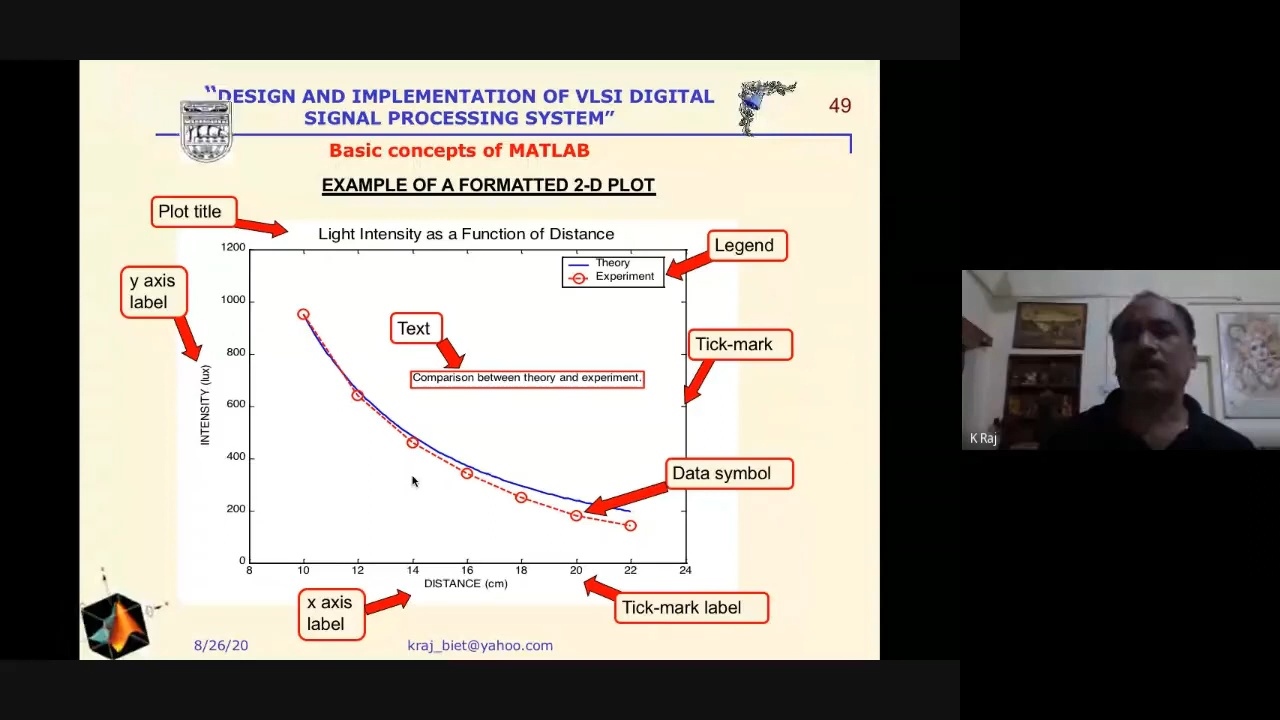 “DESIGN AND IMPLEMENTATION OF VLSI DIGITAL
SIGNAL PROCESSING SYSTEM”
49
Basic concepts of MATLAB
EXAMPLE OF A FORMATTED 2-D PLOT
Plot title
Light Intensity as a Function of Distance
Legend
Theory
Experiment
y axis
label
Text
Tick-mark
Comparison between theory and experiment.
INTENSITY (lux)
1200
1000
800
600
400
200
0
Data symbol
8 10 12 14 16 18 20 22 24
DISTANCE (cm)
x axis
label
Tick-mark label
8/26/20
kraj_biet@yahoo.com
K Raj